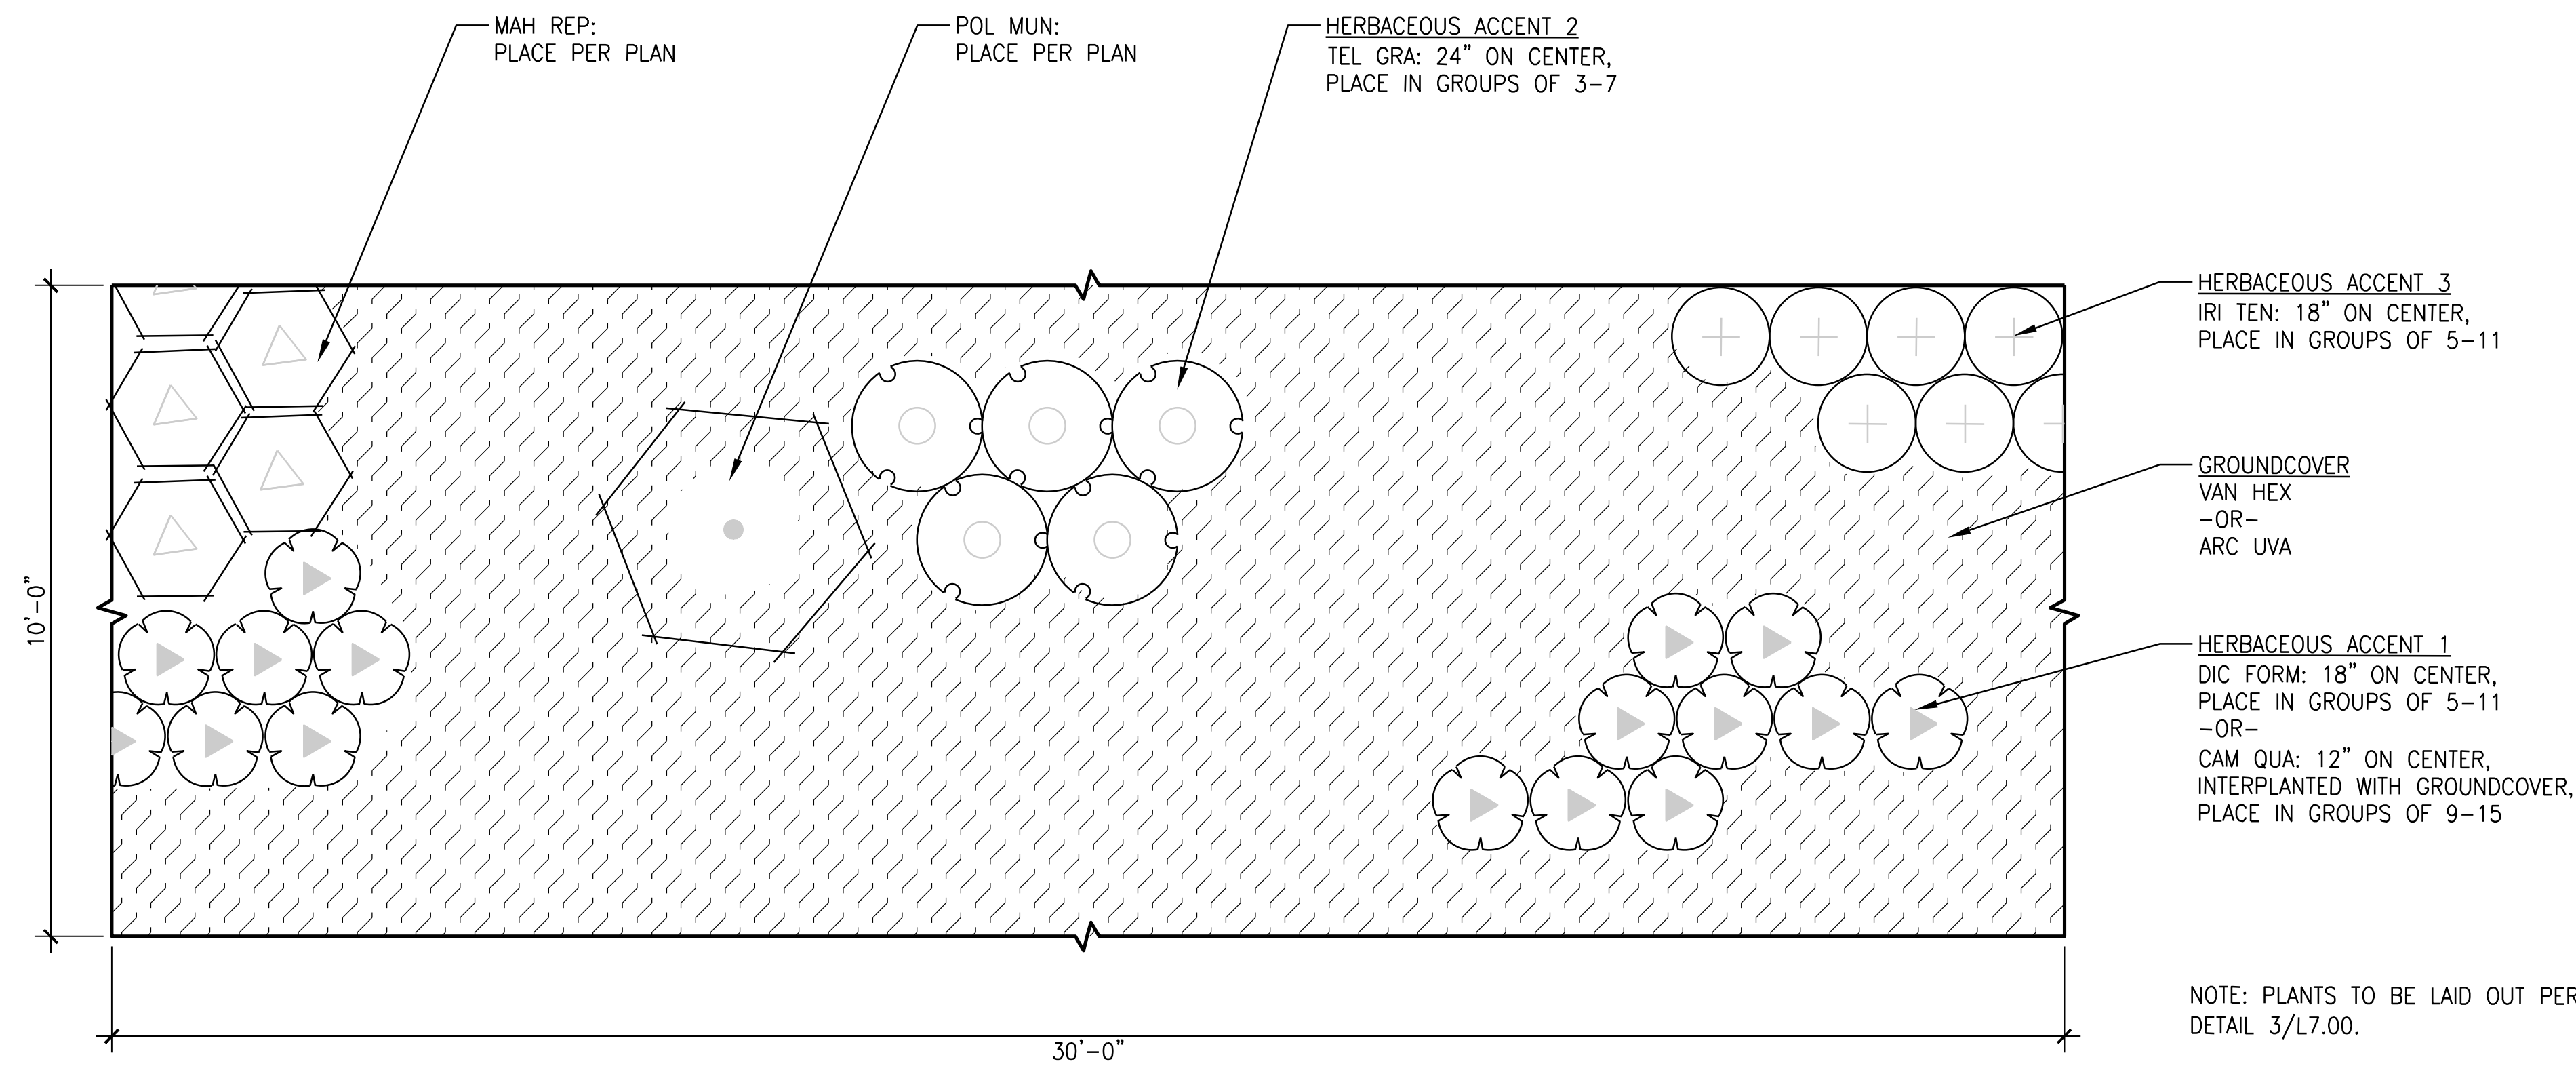 MAH REP:
PLACE PER PLAN
POL MUN:
PLACE PER PLAN
HERBACEOUS ACCENT 2
TEL GRA: 24" ON CENTER,
PLACE IN GROUPS OF 3-7
HERBACEOUS ACCENT 3
IRI TEN: 18" ON CENTER,
PLACE IN GROUPS OF 5-11
GROUNDCOVER
VAN HEX
-OR-
ARC UVA
HERBACEOUS ACCENT 1
DIC FORM: 18" ON CENTER,
PLACE IN GROUPS OF 5-11
-OR-
CAM QUA: 12" ON CENTER,
INTERPLANTED WITH GROUNDCOVER,
PLACE IN GROUPS OF 9-15
10'-0"
30'-0"
NOTE: PLANTS TO BE LAID OUT PER
DETAIL 3/L7.00.